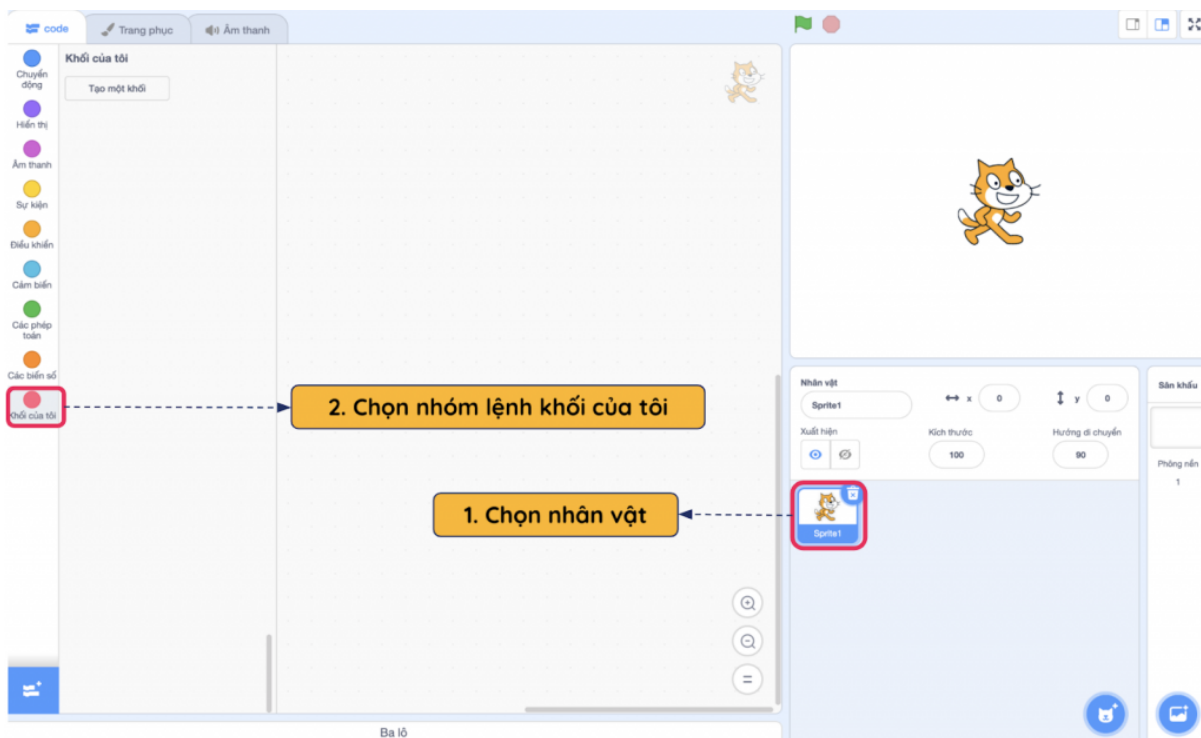 code
Trang phục
Âm thanh
Khối của tôi
Tạo một khối
Chuyển
động
Hiển thị
Âm thanh
Sự kiện
Điều khiển
Cảm biến
Các phép
toán
Các biến số
Khối của tôi
2. Chọn nhóm lệnh khối của tôi
1. Chọn nhân vật
Nhân vật
Sprite1
x 0
y 0
Xuất hiện
Kích thước
100
Hướng di chuyển
90
Sprite1
Sân khấu
Phông nền
1
Ba lô